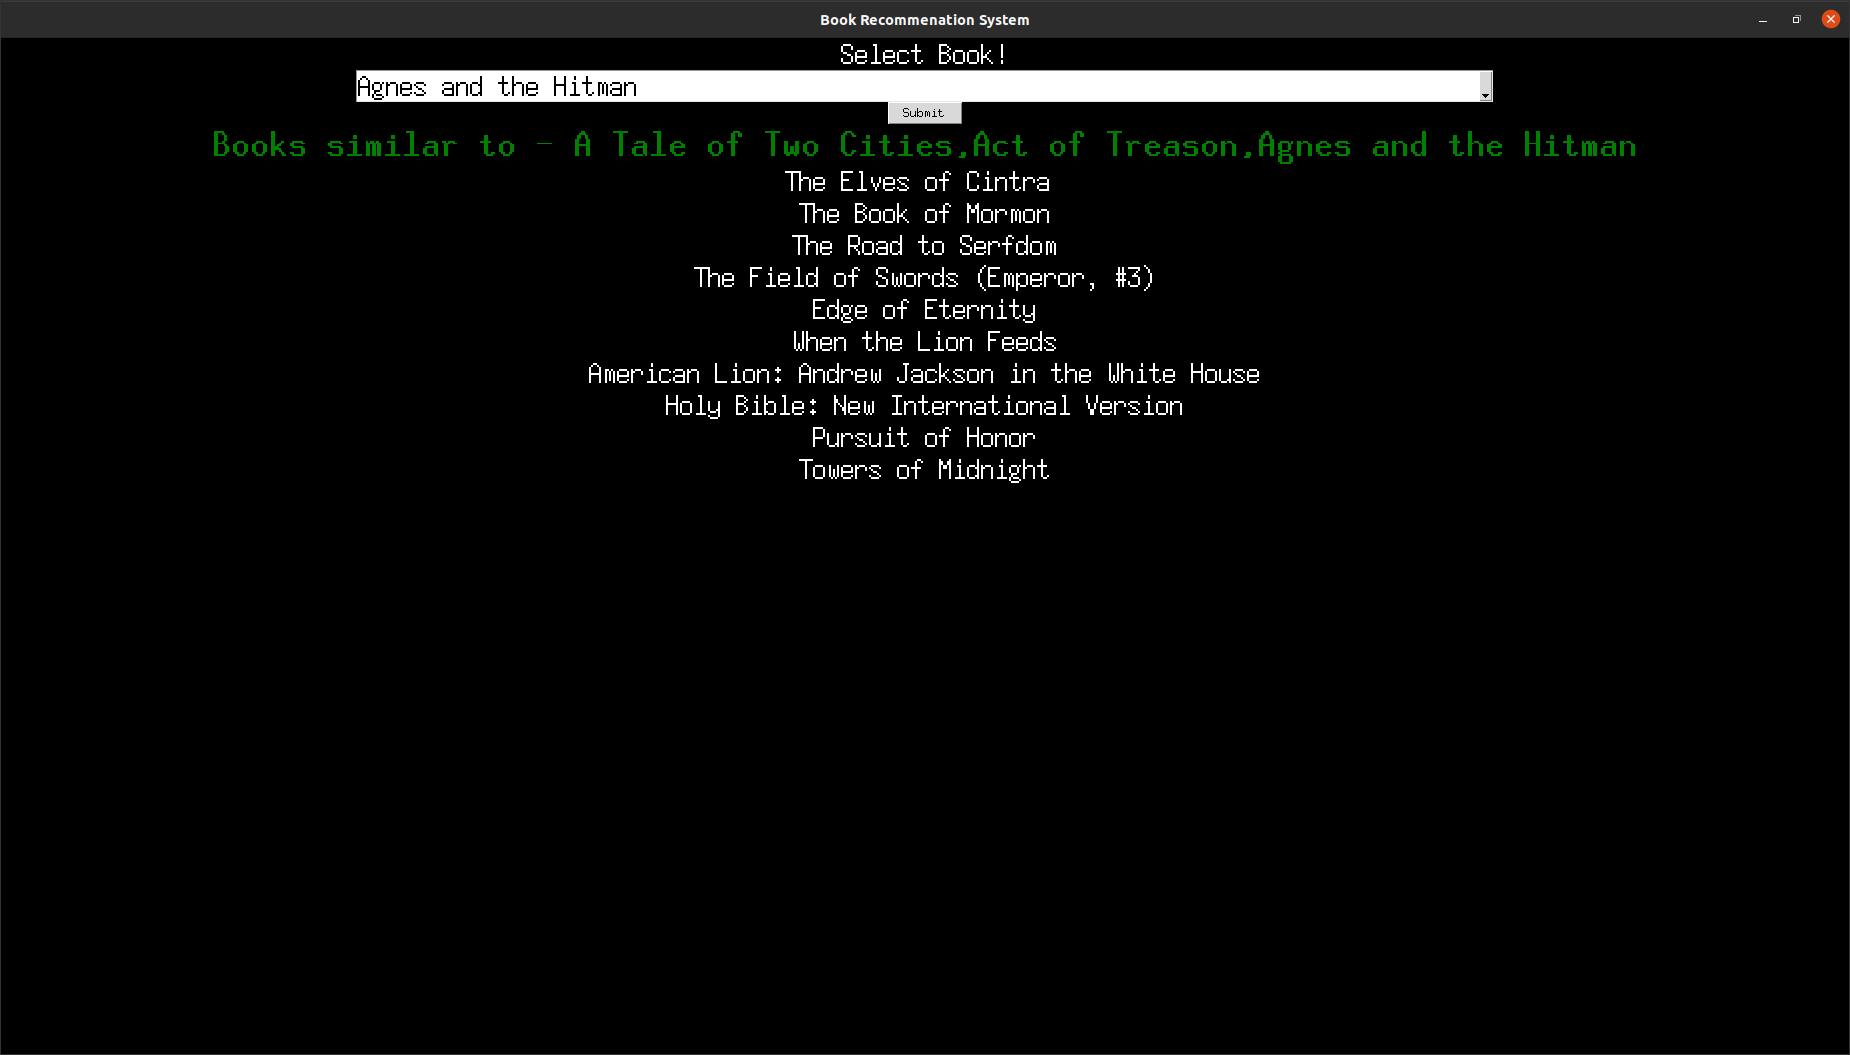 Book Recommenation System
Select Book!
Agnes and the Hitman
Submit
Books similar to - A Tale of Two Cities,Act of Treason,Agnes and the Hitman
The Elves of Cintra
The Book of Mormon
The Road to Serfdom
The Field of Swords (Emperor, #3)
Edge of Eternity
When the Lion Feeds
American Lion: Andrew Jackson in the White House
Holy Bible: New International Version
Pursuit of Honor
Towers of Midnight